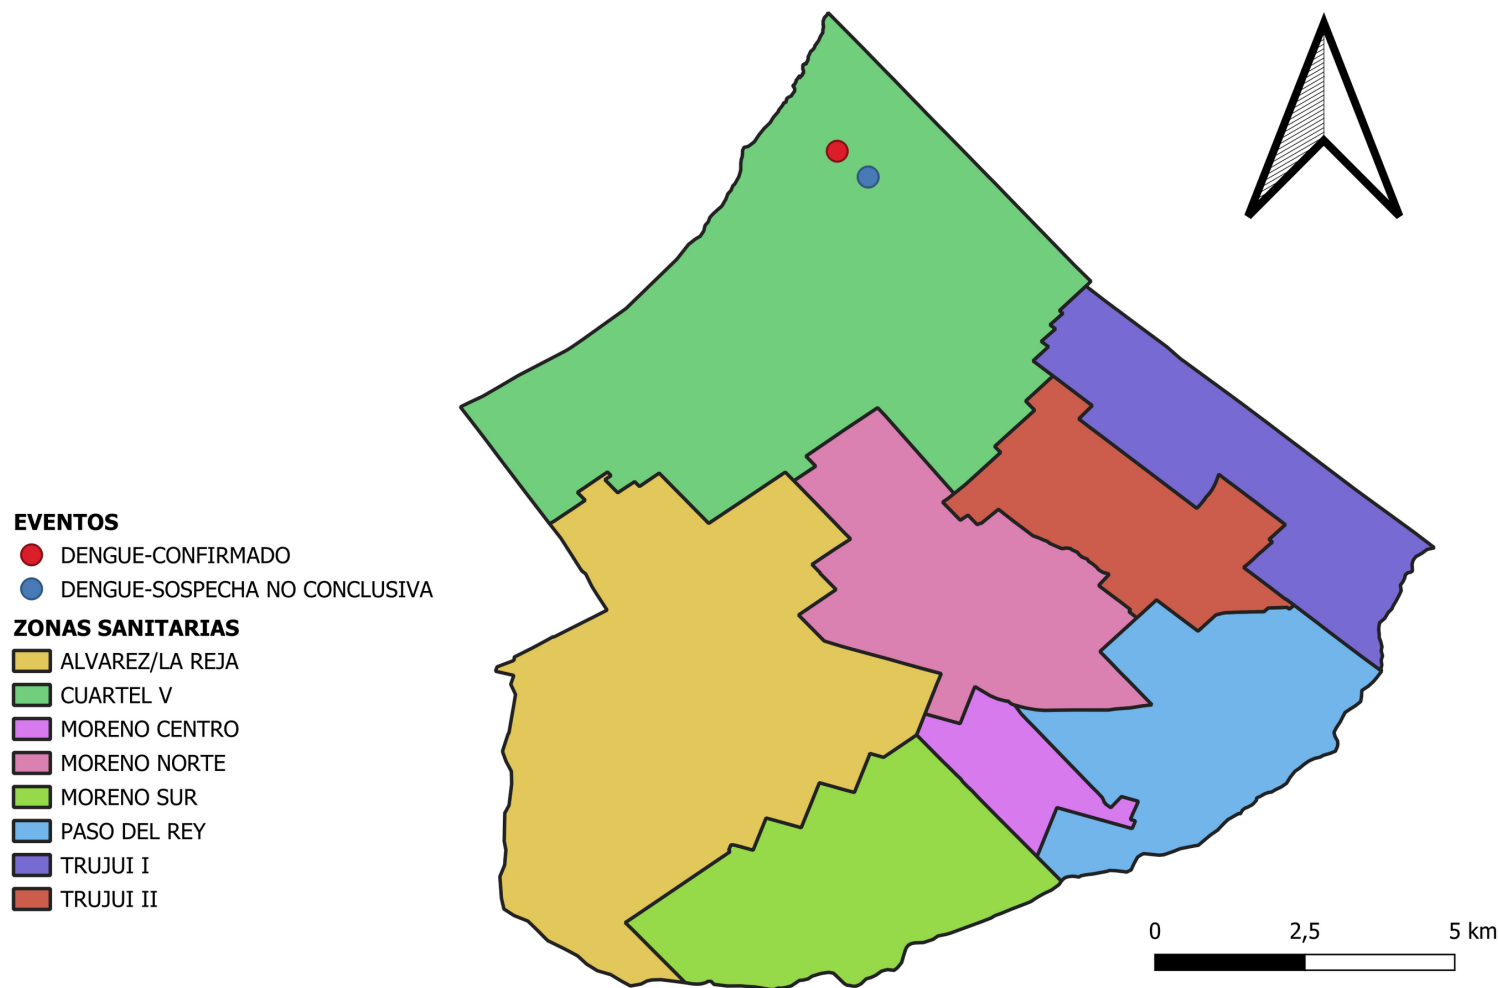 EVENTOS
DENGUE-CONFIRMADO
DENGUE-SOSPECHA NO CONCLUSIVA
ZONAS SANITARIAS
ALVAREZ/LA REJA
CUARTEL V
MORENO CENTRO
MORENO NORTE
MORENO SUR
PASO DEL REY
TRUJUI I
TRUJUI II
0 2,5 5 km